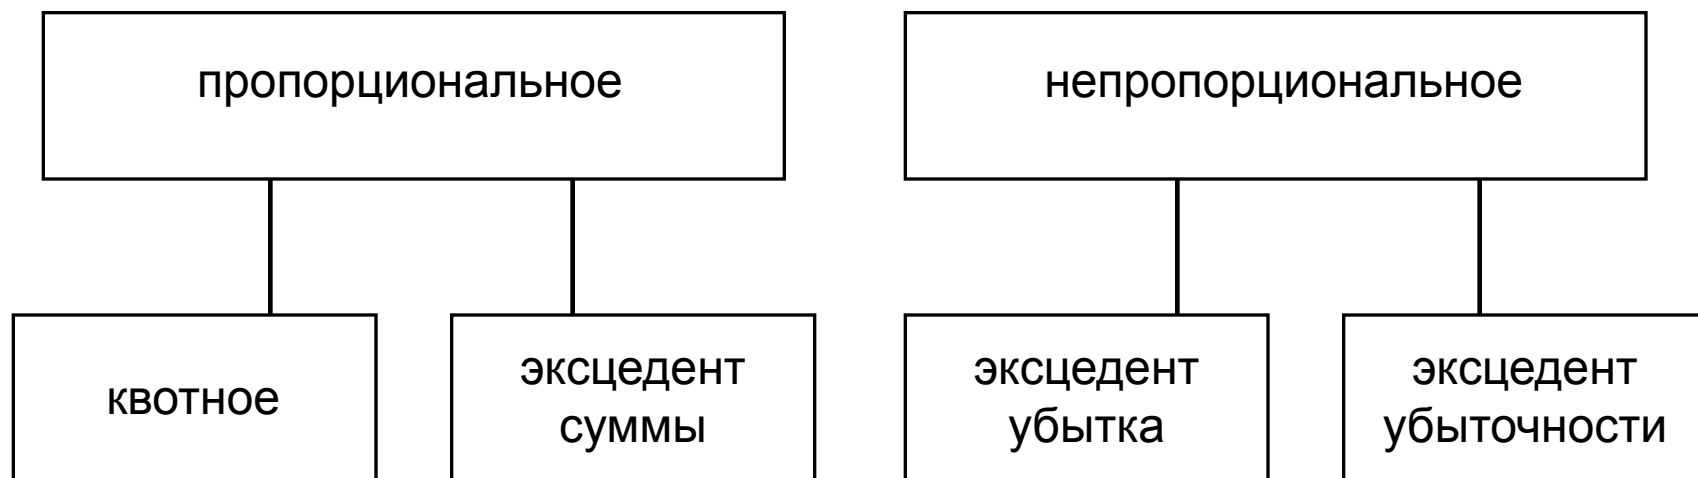 пропорциональное
непропорциональное
квотное
эксцедент
суммы
эксцедент
убытка
эксцедент
убыточности